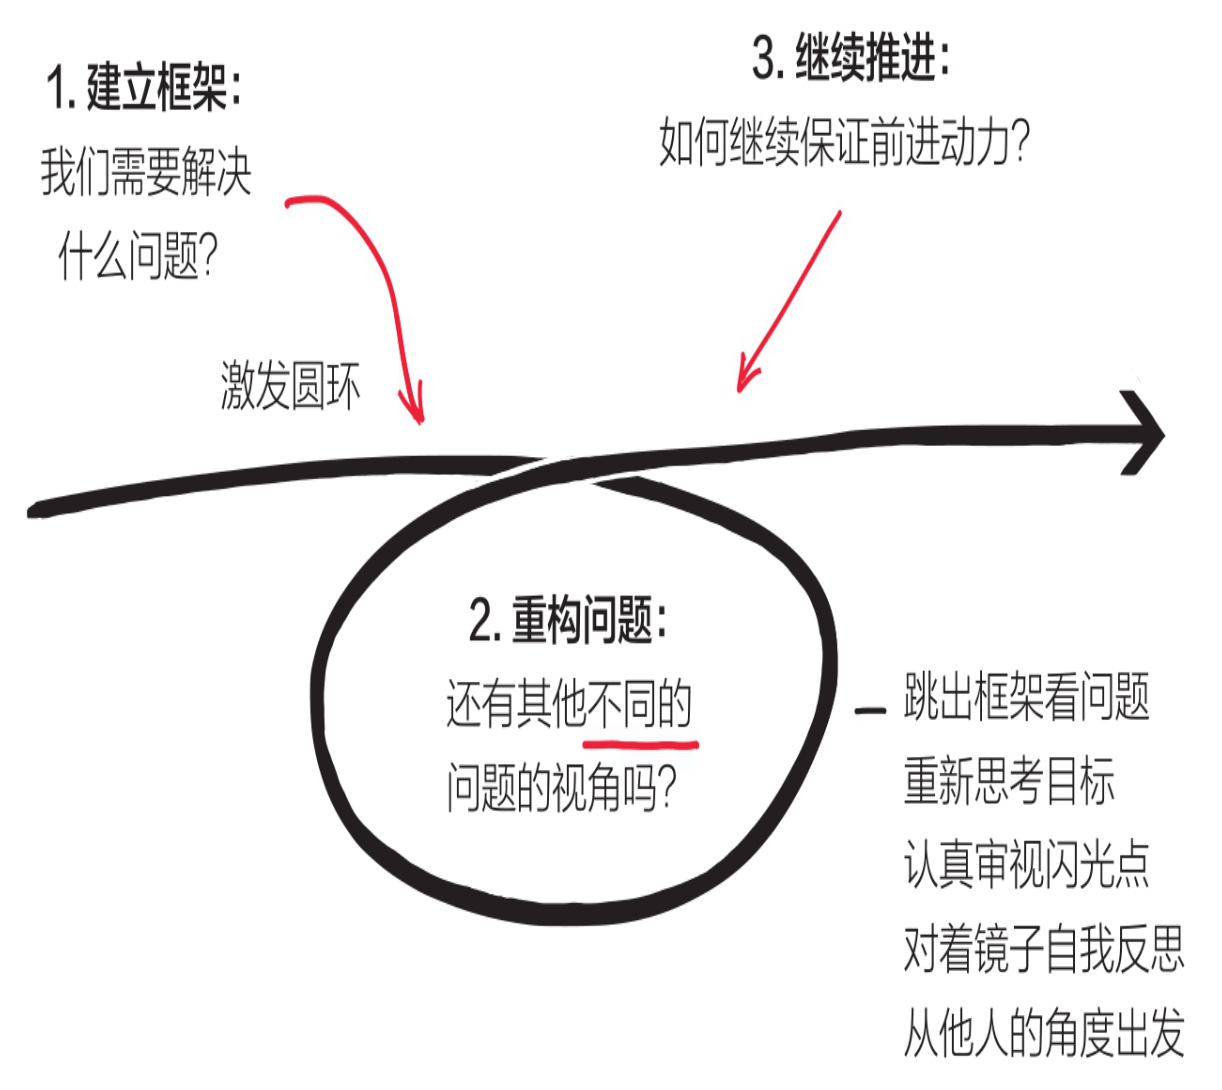 1. 建立框架：
我们需要解决
什么问题？
3. 继续推进：
如何继续保证前进动力？
激发圆环
2. 重构问题：
还有其他不同的
问题的视角吗？
跳出框架看问题
重新思考目标
认真审视闪光点
对着镜子自我反思
从他人的角度出发